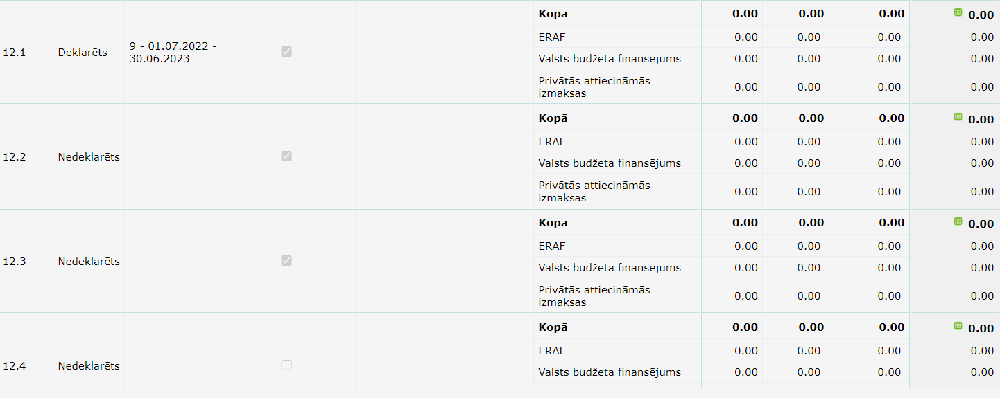 Kopā 0.00 0.00 0.00 0.00
ERAF 0.00 0.00 0.00 0.00
12.1 Deklarēts 9 - 01.07.2022 -
30.06.2023
Valsts budžeta finansējums 0.00 0.00 0.00 0.00
Privātās attiecināmās
izmaksas 0.00 0.00 0.00 0.00
Kopā 0.00 0.00 0.00 0.00
ERAF 0.00 0.00 0.00 0.00
12.2 Nedeklarēts
Valsts budžeta finansējums 0.00 0.00 0.00 0.00
Privātās attiecināmās
izmaksas 0.00 0.00 0.00 0.00
Kopā 0.00 0.00 0.00 0.00
ERAF 0.00 0.00 0.00 0.00
12.3 Nedeklarēts
Valsts budžeta finansējums 0.00 0.00 0.00 0.00
Privātās attiecināmās
izmaksas 0.00 0.00 0.00 0.00
Kopā 0.00 0.00 0.00 0.00
ERAF 0.00 0.00 0.00 0.00
12.4 Nedeklarēts
Valsts budžeta finansējums 0.00 0.00 0.00 0.00